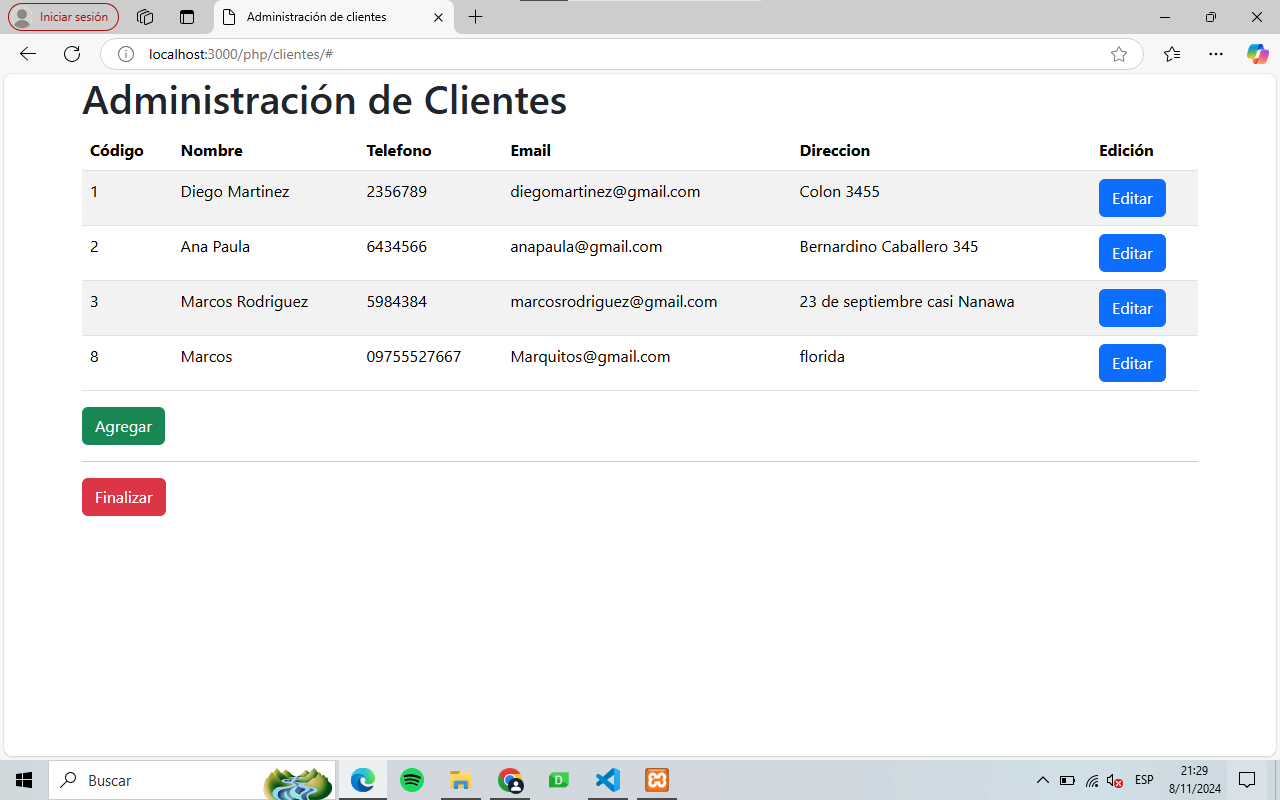 Iniciar sesión
Administración de clientes
localhost:3000/php/clientes/#
Administración de Clientes
Código Nombre Telefono Email Direccion Edición
1 Diego Martinez 2356789 diegomartinez@gmail.com Colon 3455 Editar
2 Ana Paula 6434566 anapaula@gmail.com Bernardino Caballero 345 Editar
3 Marcos Rodriguez 5984384 marcosrodriguez@gmail.com 23 de septiembre casi Nanawa Editar
8 Marcos 09755527667 Marquitos@gmail.com florida Editar
Agregar
Finalizar
Buscar
D
ESP
21:29
8/11/2024